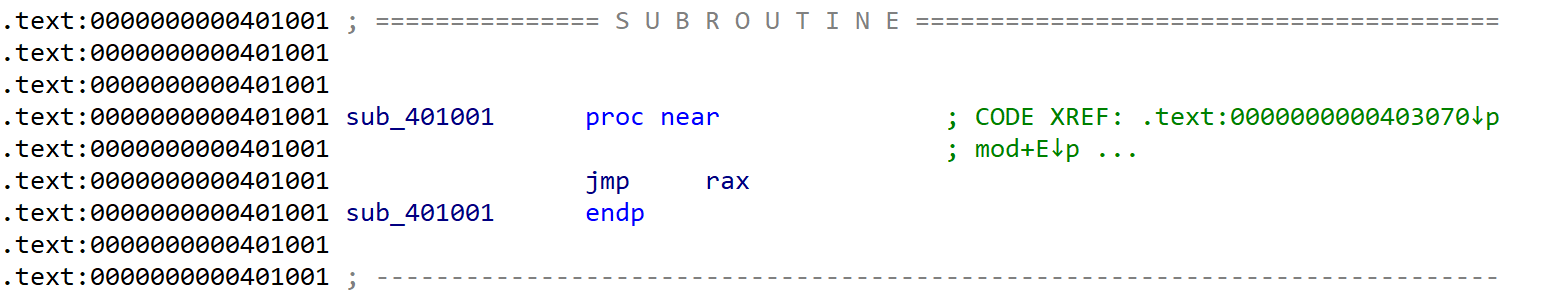 .text:0000000000401001 ; =============== S U B R O U T I N E =======================================
.text:0000000000401001
.text:0000000000401001
.text:0000000000401001 sub_401001      proc near               ; CODE XREF: .text:0000000000403070↓p
.text:0000000000401001                                         ; mod+E↓p ...
.text:0000000000401001                 jmp     rax
.text:0000000000401001 sub_401001      endp
.text:0000000000401001
.text:0000000000401001 ; ---------------------------------------------------------------------------